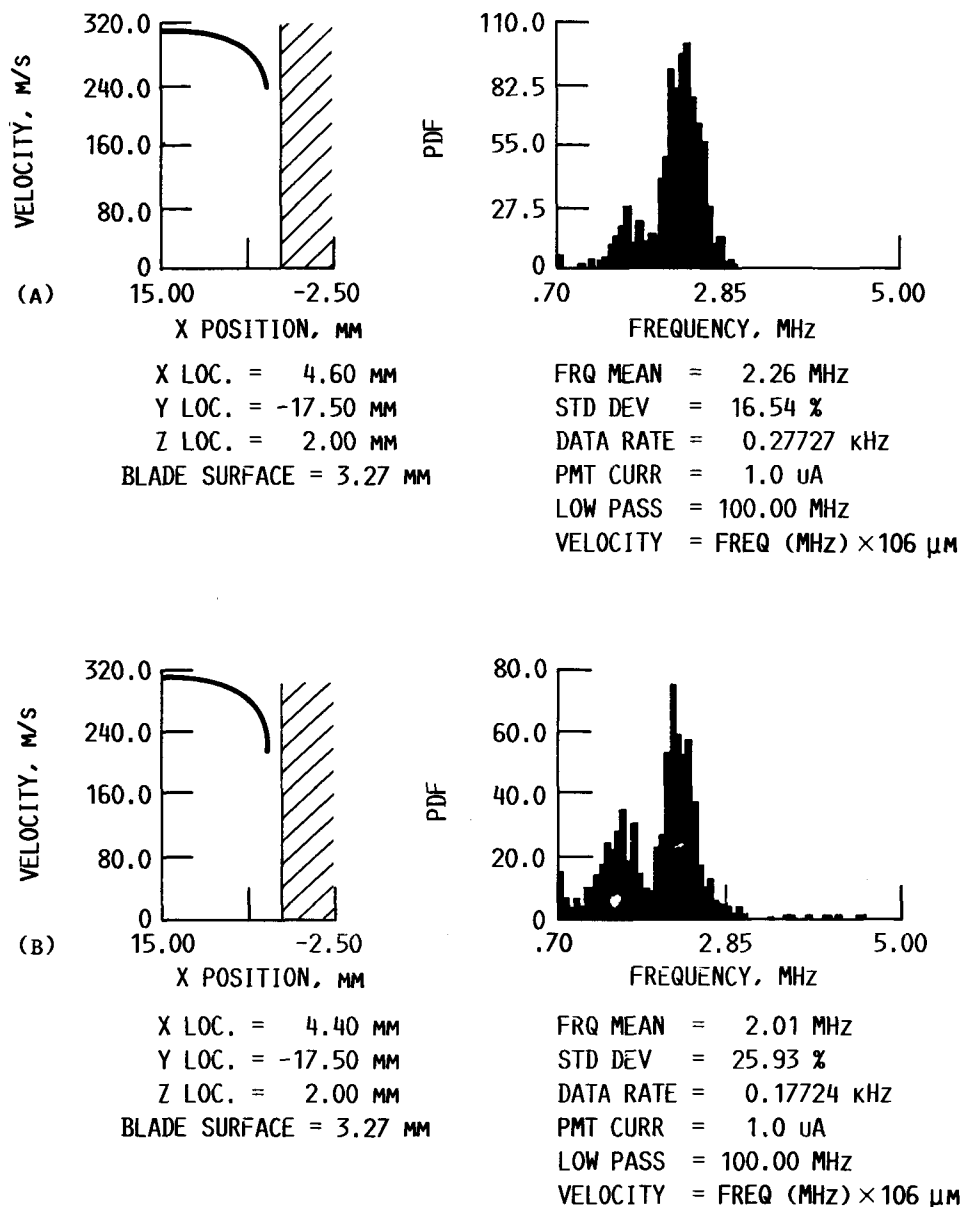 320.0
240.0
160.0
80.0
0
VELOCITY, M/S
(A)
15.00 -2.50
X POSITION, MM
X LOC. = 4.60 MM
Y LOC. = -17.50 MM
Z LOC. = 2.00 MM
BLADE SURFACE = 3.27 MM
110.0
82.5
55.0
27.5
0
PDF
.70 2.85 5.00
FREQUENCY, MHz
FRQ MEAN = 2.26 MHz
STD DEV = 16.54 %
DATA RATE = 0.27727 KHz
PMT CURR = 1.0 uA
LOW PASS = 100.00 MHz
VELOCITY = FREQ (MHz) × 106 μM
320.0
240.0
160.0
80.0
0
VELOCITY, M/S
(B)
15.00 -2.50
X POSITION, MM
X LOC. = 4.40 MM
Y LOC. = -17.50 MM
Z LOC. = 2.00 MM
BLADE SURFACE = 3.27 MM
80.0
60.0
40.0
20.0
0
PDF
.70 2.85 5.00
FREQUENCY, MHz
FRQ MEAN = 2.01 MHz
STD DEV = 25.93 %
DATA RATE = 0.17724 KHz
PMT CURR = 1.0 uA
LOW PASS = 100.00 MHz
VELOCITY = FREQ (MHz) × 106 μM